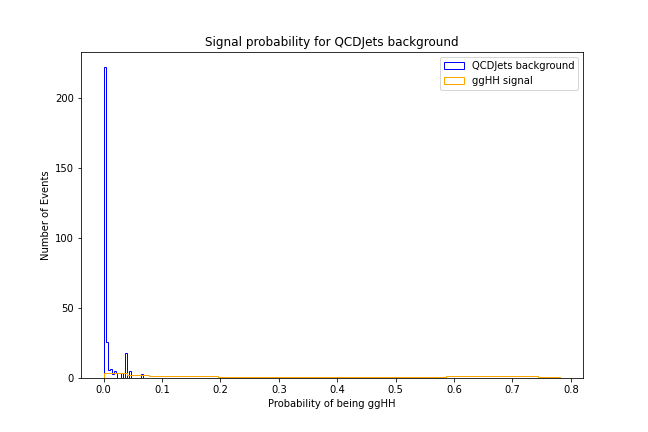 Signal probability for QCDJets background
QCDJets background
ggHH signal
Number of Events
200
150
100
50
0
0.0 0.1 0.2 0.3 0.4 0.5 0.6 0.7 0.8
Probability of being ggHH